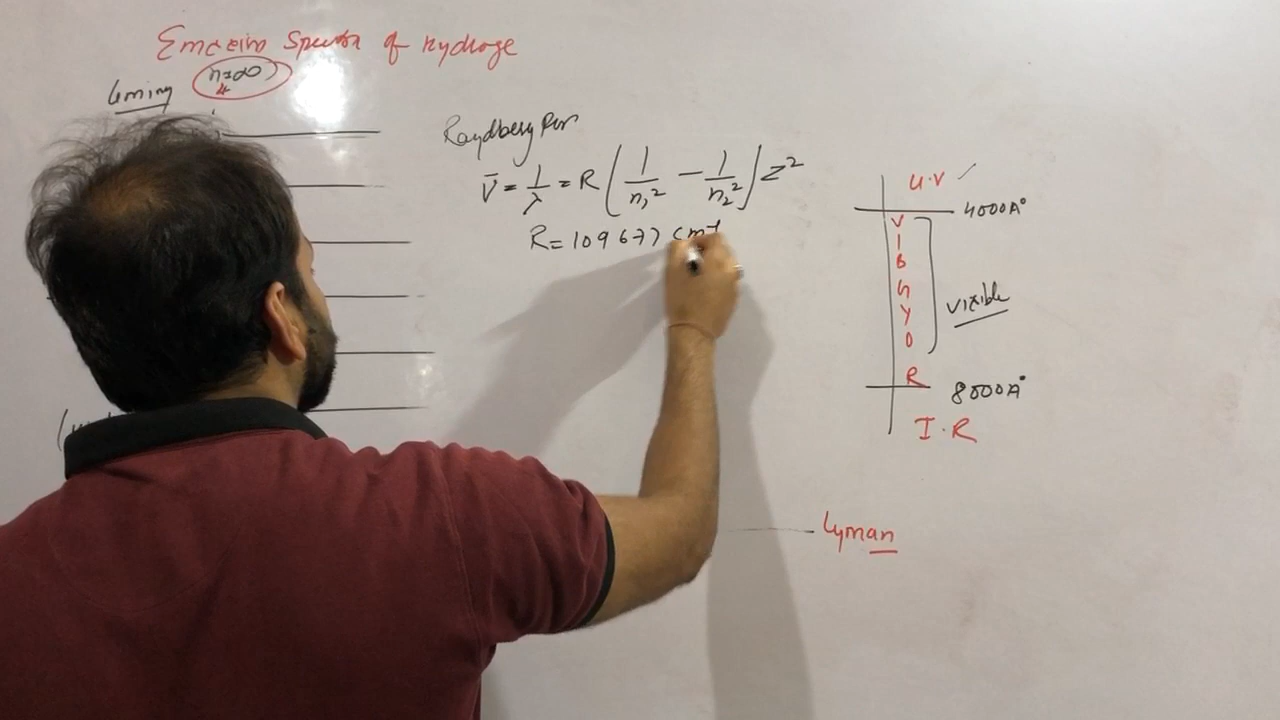 Emission Spectra of Hydroge
liming n=∞)
Raydberg for
ν̄ = 1/λ = R (1/n₁² − 1/n₂²) Z²
R = 109677 cm⁻¹
U.V
4000A°
V
I
B
G
Y
O
R
visible
8000A°
I.R
Lyman